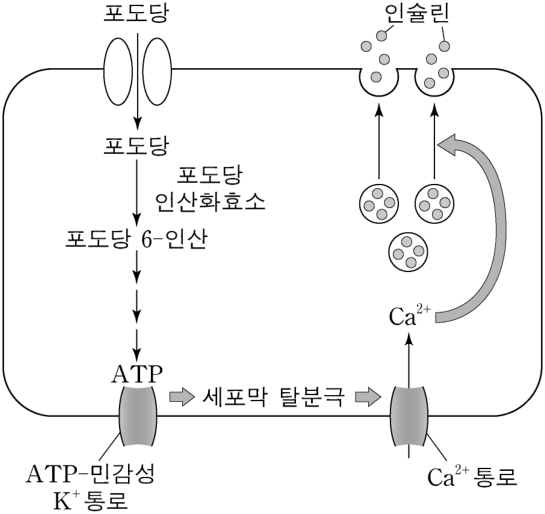 포도당
인슐린
포도당
포도당
인산화효소
포도당 6-인산
Ca²⁺
ATP
세포막 탈분극
ATP-민감성
K⁺통로
Ca²⁺통로